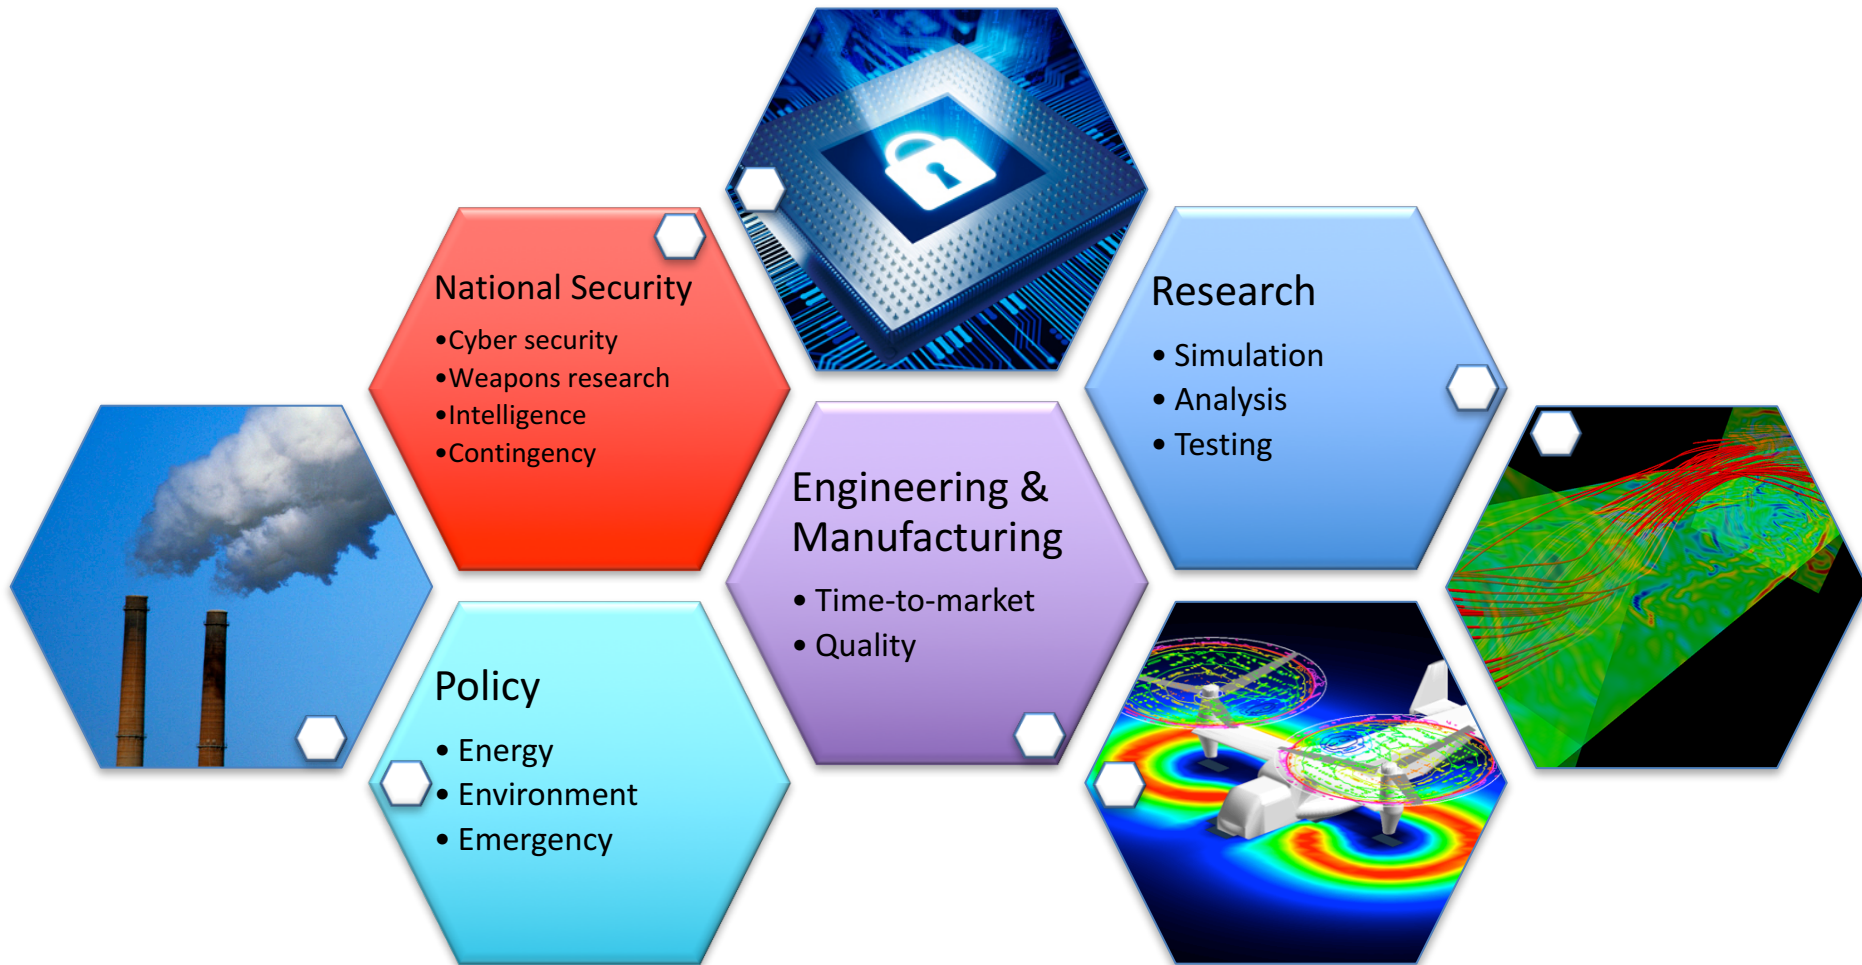 National Security
•Cyber security
•Weapons research
•Intelligence
•Contingency
Research
• Simulation
• Analysis
• Testing
Engineering &
Manufacturing
• Time-to-market
• Quality
Policy
• Energy
• Environment
• Emergency